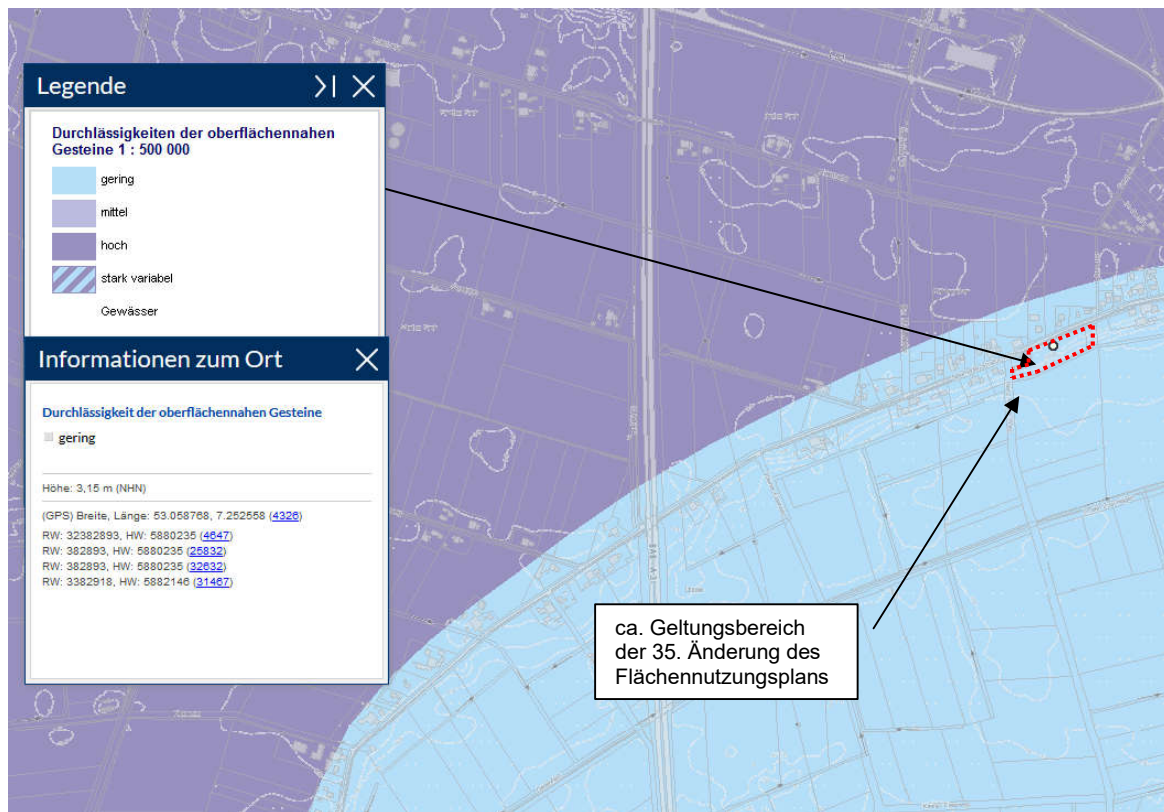 Legende
Durchlässigkeiten der oberflächennahen
Gesteine 1 : 500 000
gering
mittel
hoch
stark variabel
Gewässer
Informationen zum Ort
Durchlässigkeit der oberflächennahen Gesteine
gering
Höhe: 3,15 m (NHN)
(GPS) Breite, Länge: 53.058768, 7.252558 (4326)
RW: 32382893, HW: 5880235 (4647)
RW: 382893, HW: 5880235 (25832)
RW: 382893, HW: 5880235 (32632)
RW: 3382918, HW: 5882146 (31467)
ca. Geltungsbereich
der 35. Änderung des
Flächennutzungsplans